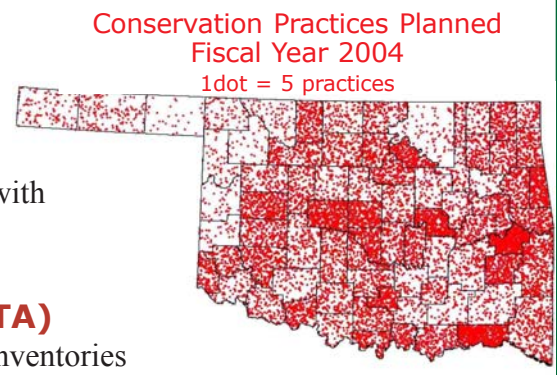 Conservation Practices Planned
Fiscal Year 2004
1dot = 5 practices
with
TA)
nventories